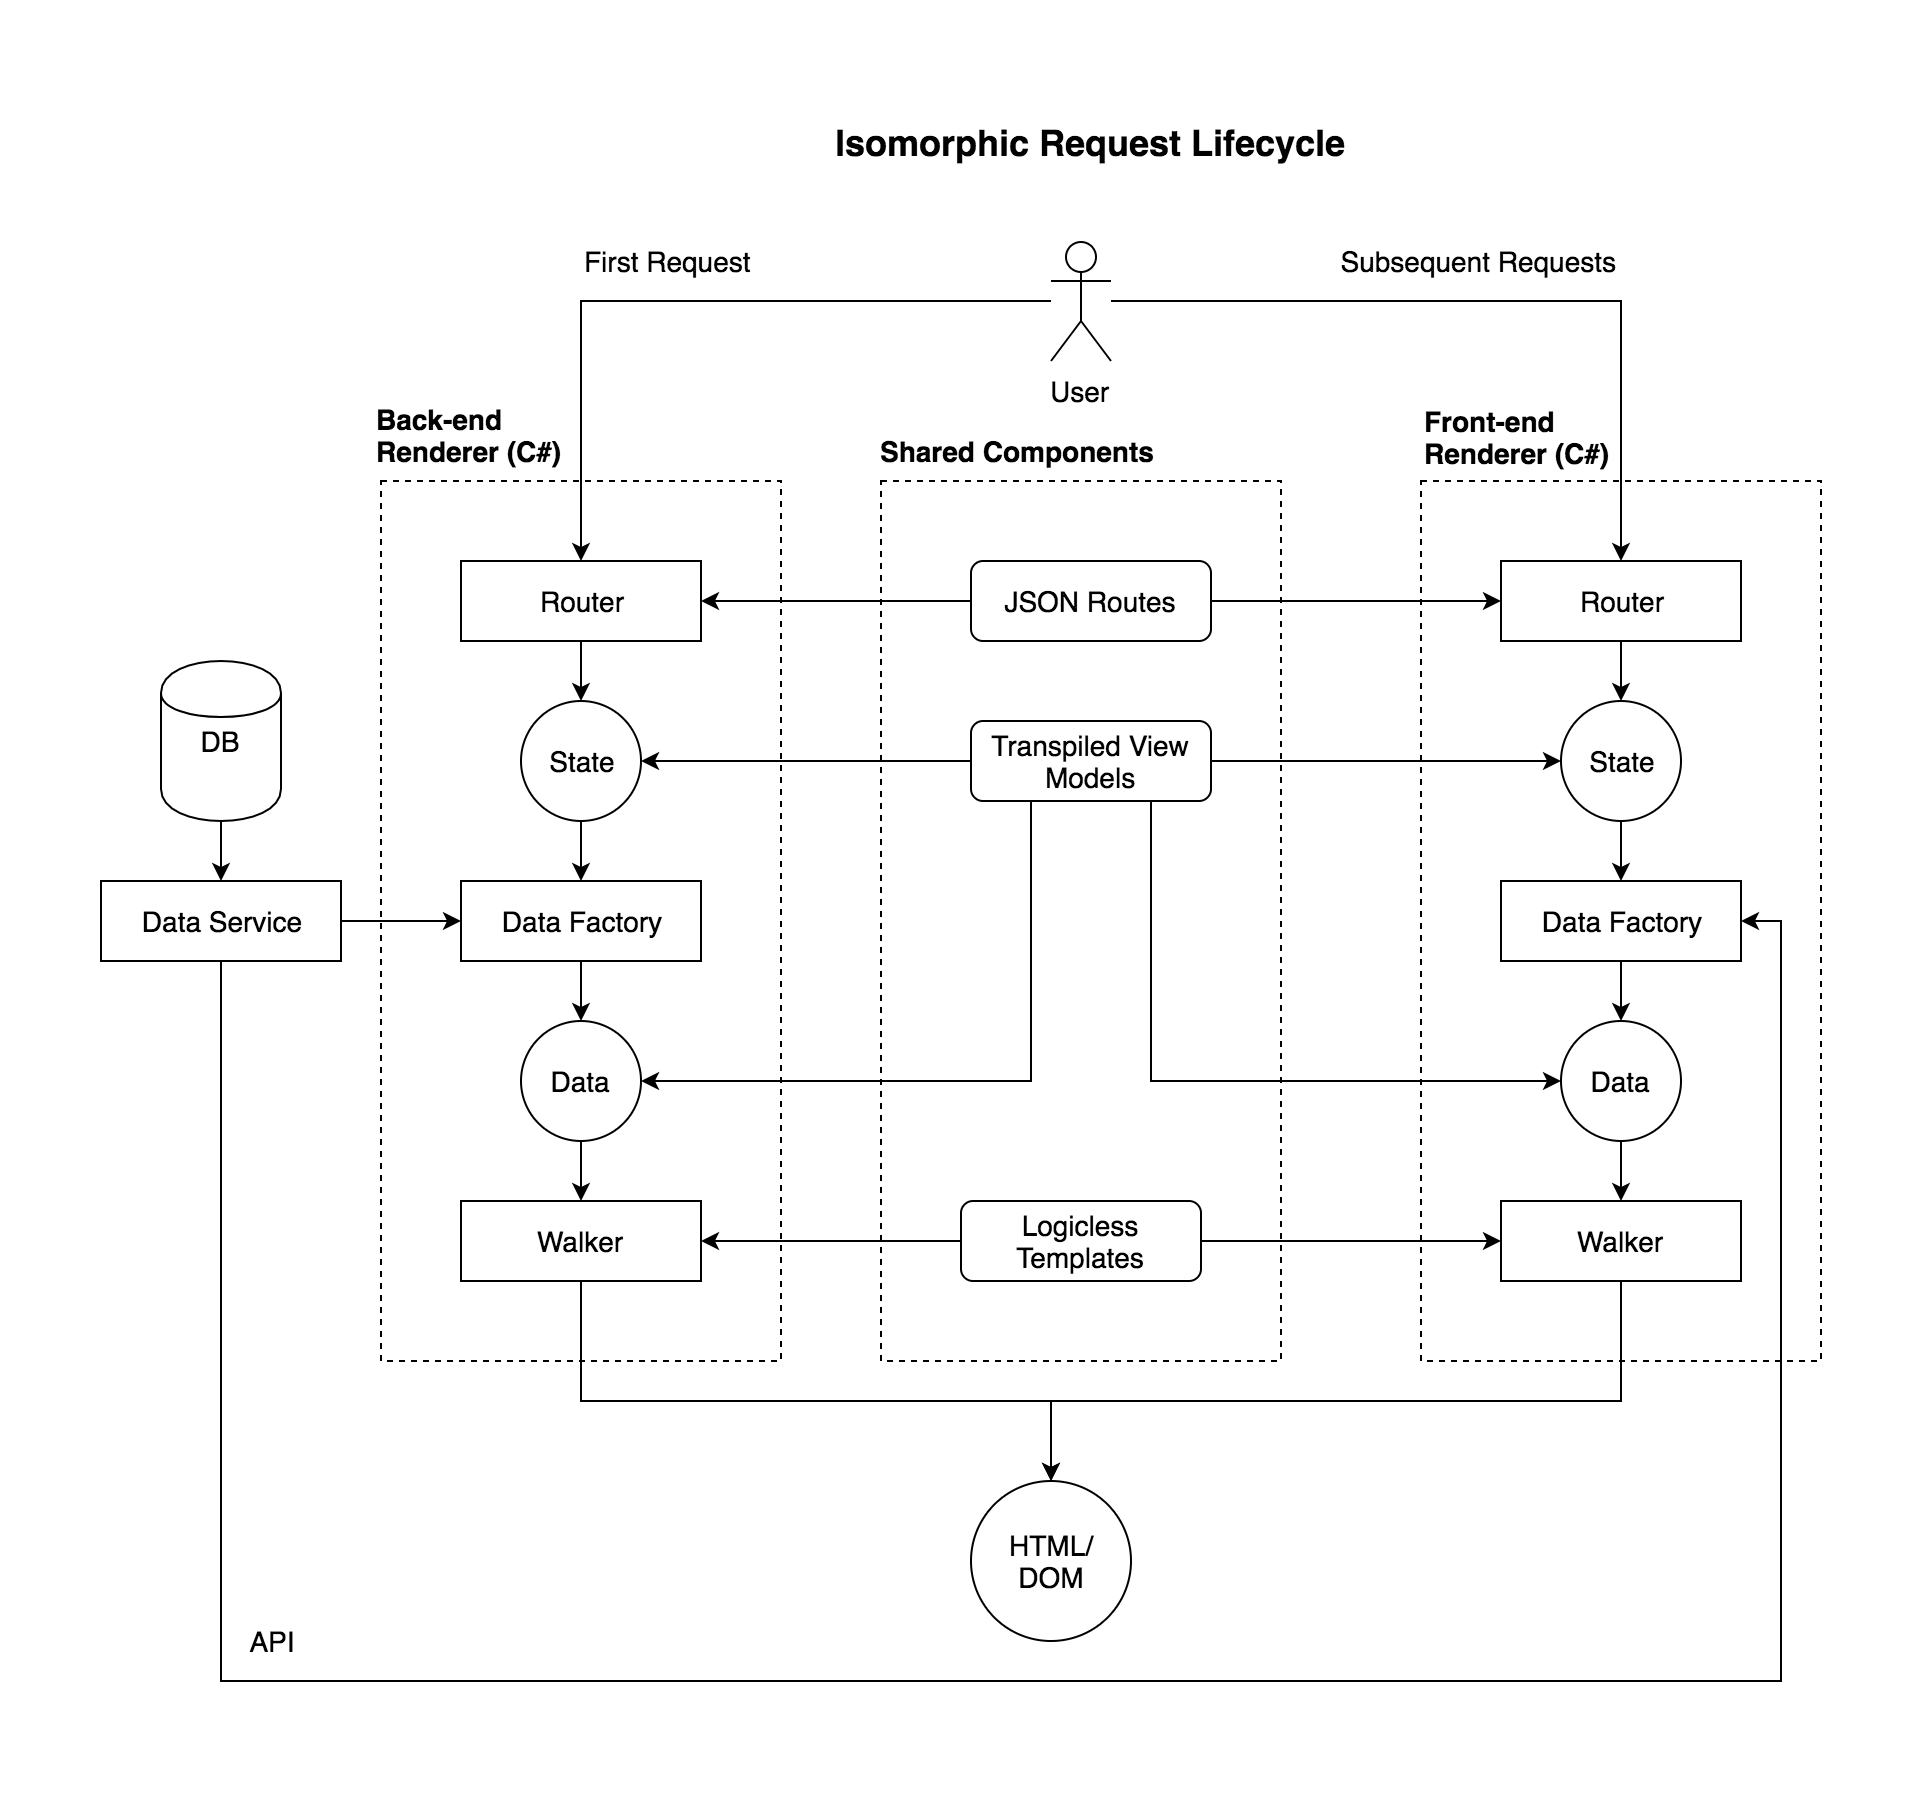 Isomorphic Request Lifecycle
First Request
Subsequent Requests
User
Back-end
Renderer (C#)
Shared Components
Front-end
Renderer (C#)
Router
JSON Routes
Router
DB
State
Transpiled View
Models
State
Data Service
Data Factory
Data Factory
Data
Data
Walker
Logicless
Templates
Walker
HTML/
DOM
API